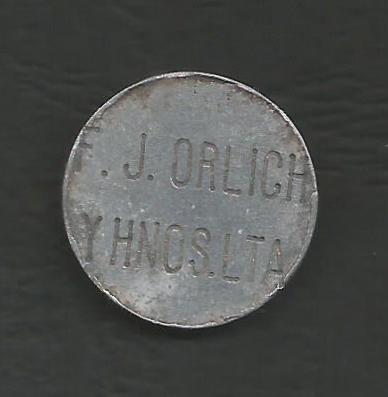 F. J. ORLICH
Y HNOS. LTA